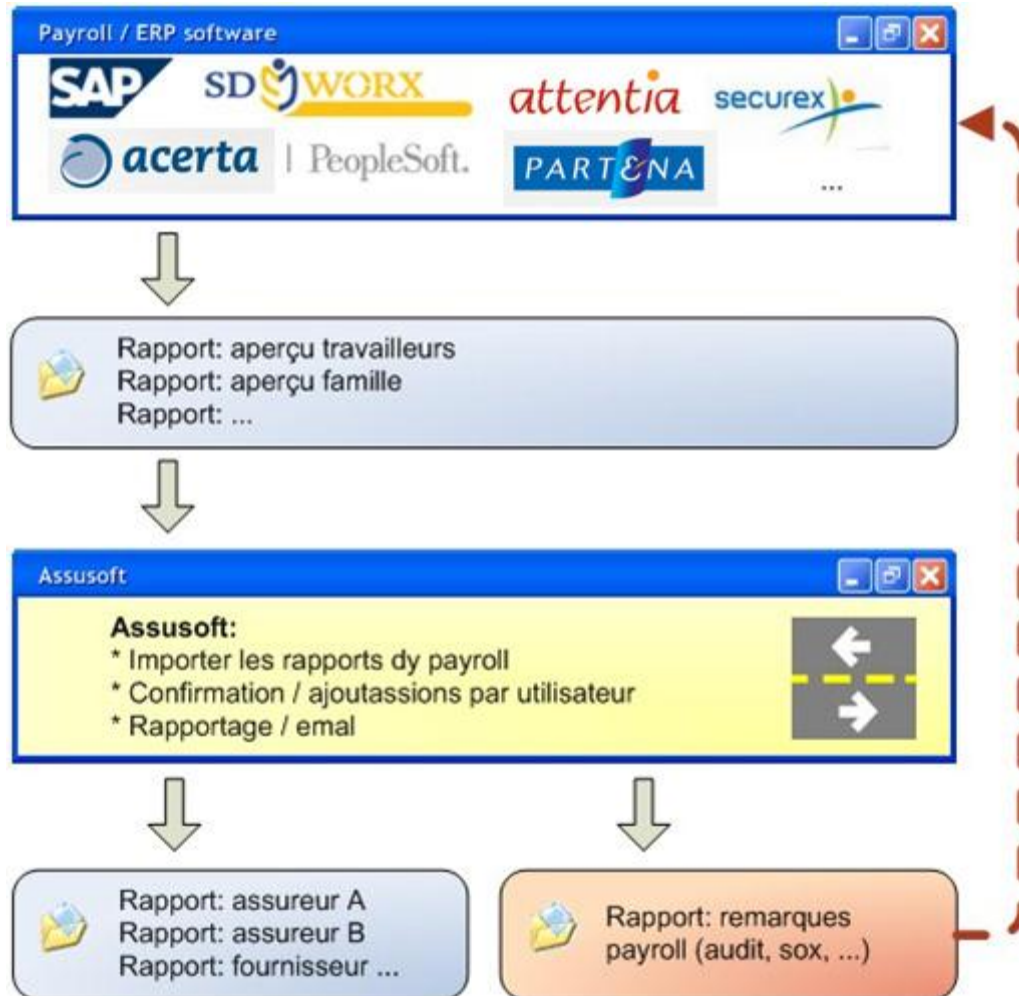 Payroll / ERP software
SAP SD WORX attentia securex
acerta | PeopleSoft. PARTENA ...
Rapport: aperçu travailleurs
Rapport: aperçu famille
Rapport: ...
Assusoft
Assusoft:
* Importer les rapports dy payroll
* Confirmation / ajoutassions par utilisateur
* Rapportage / emal
Rapport: assureur A
Rapport: assureur B
Rapport: fournisseur ...
Rapport: remarques
payroll (audit, sox, ...)